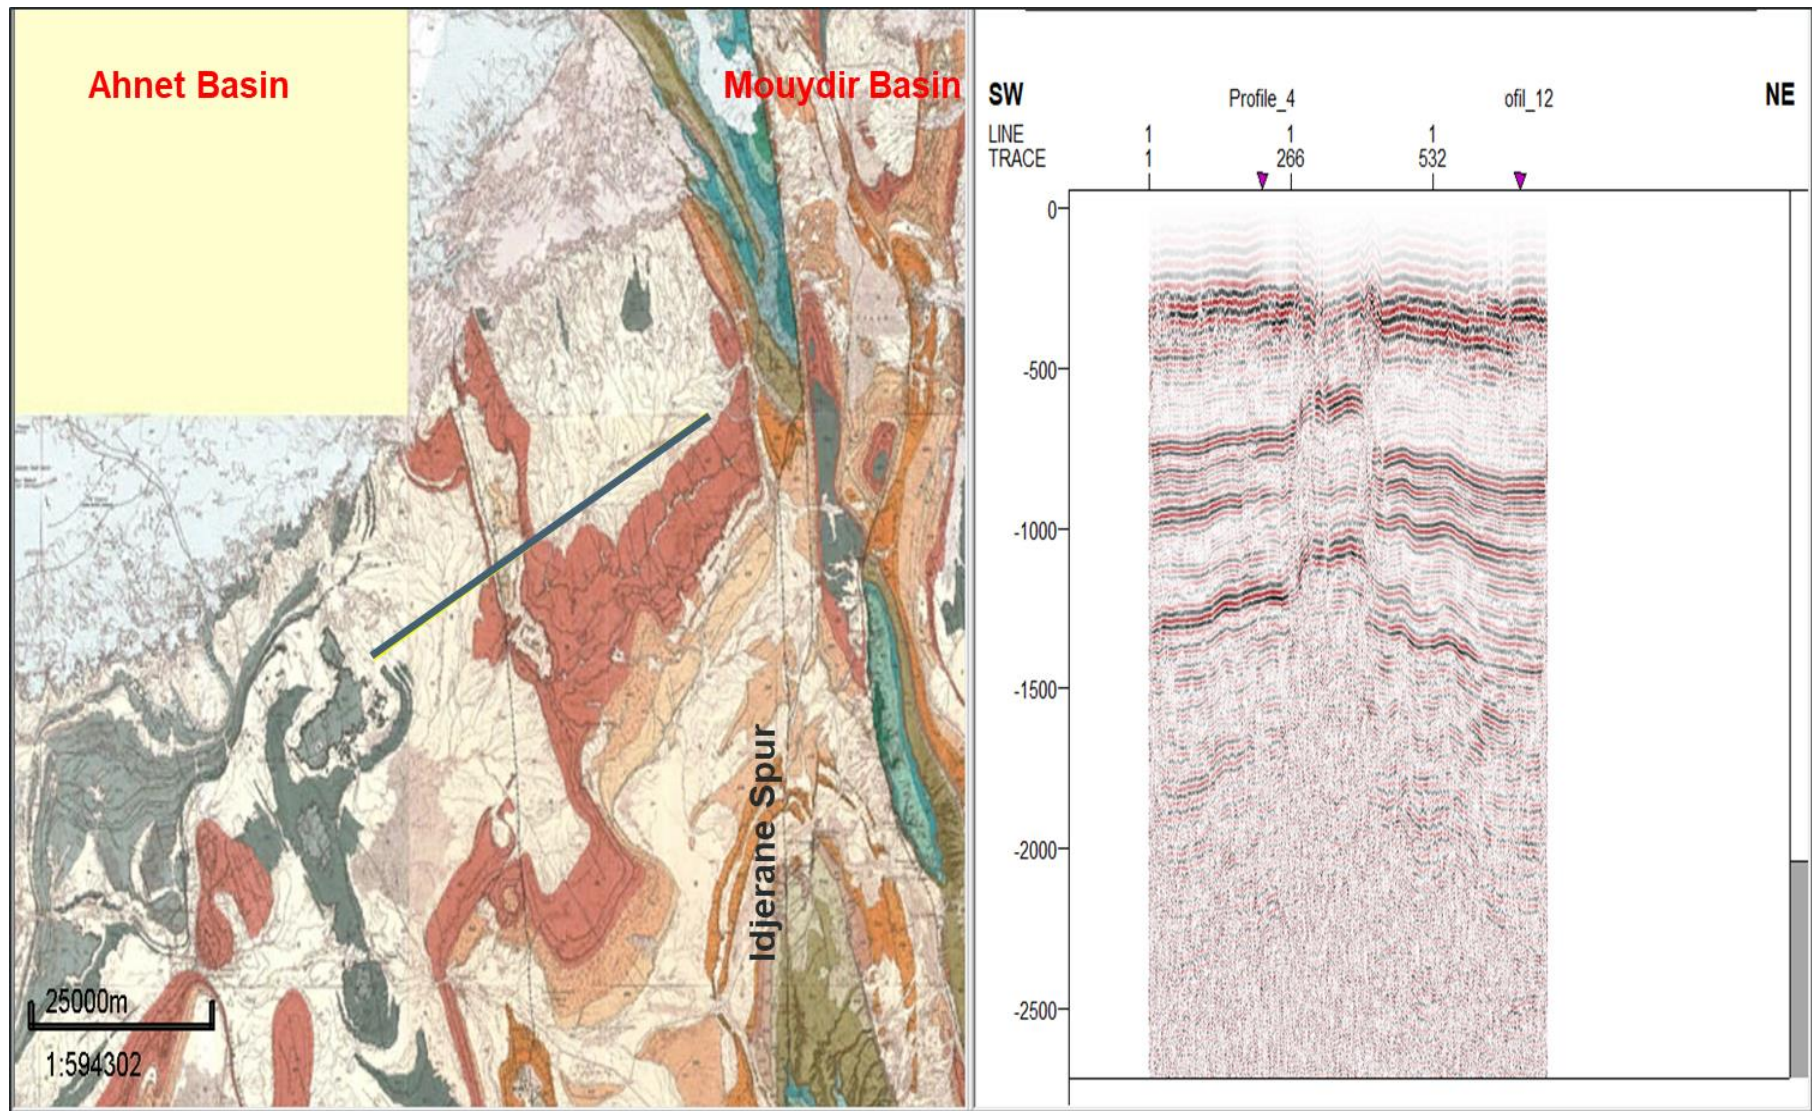 Ahnet Basin
Mouydir Basin
Idjerane Spur
25000m
1:594302
SW
Profile_4
ofil_12
NE
LINE
1
1
1
TRACE
1
266
532
0
-500
-1000
-1500
-2000
-2500